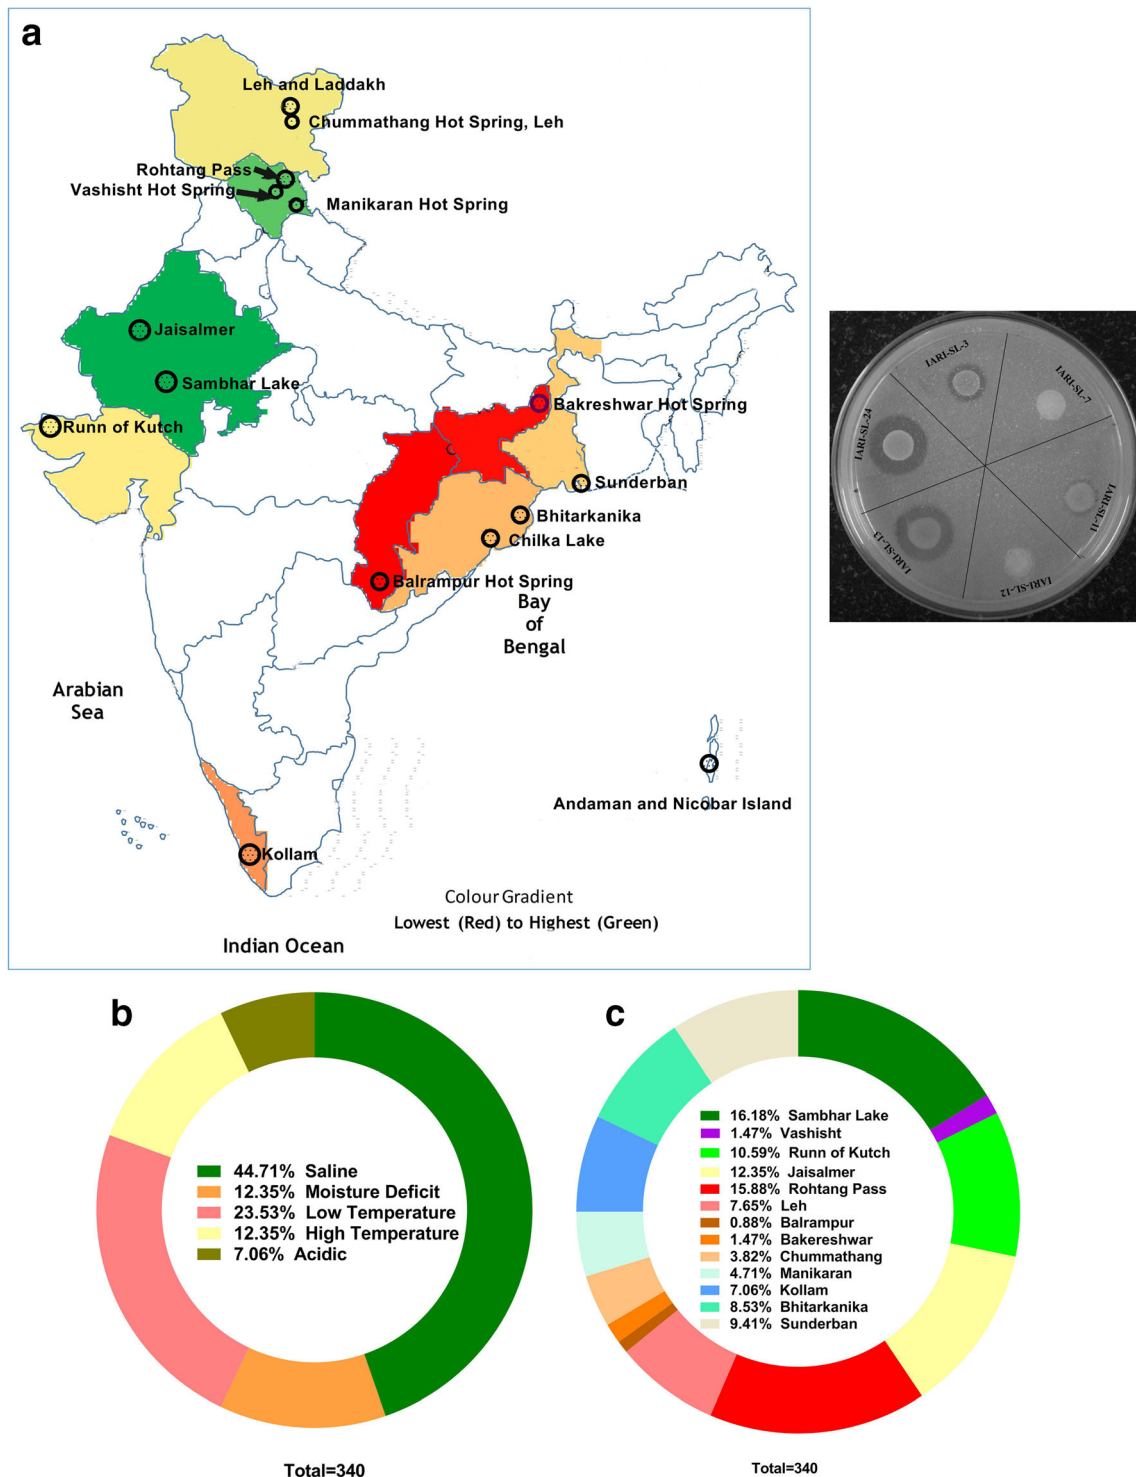 a
Leh and Laddakh
Chummathang Hot Spring, Leh
Rohtang Pass
Vashisht Hot Spring
Manikaran Hot Spring
Jaisalmer
Sambhar Lake
Runn of Kutch
Bakreshwar Hot Spring
Sunderban
Bhitarkanika
Chilka Lake
Balrampur Hot Spring
Bay
of
Bengal
Arabian
Sea
Andaman and Nicobar Island
Kollam
Colour Gradient
Lowest (Red) to Highest (Green)
Indian Ocean
IARI-SL-3
IARI-SL-7
IARI-SL-24
IARI-SL-11
IARI-SL-13
IARI-SL-12
b
44.71% Saline
12.35% Moisture Deficit
23.53% Low Temperature
12.35% High Temperature
7.06% Acidic
Total=340
c
16.18% Sambhar Lake
1.47% Vashisht
10.59% Runn of Kutch
12.35% Jaisalmer
15.88% Rohtang Pass
7.65% Leh
0.88% Balrampur
1.47% Bakereshwar
3.82% Chummathang
4.71% Manikaran
7.06% Kollam
8.53% Bhitarkanika
9.41% Sunderban
Total=340